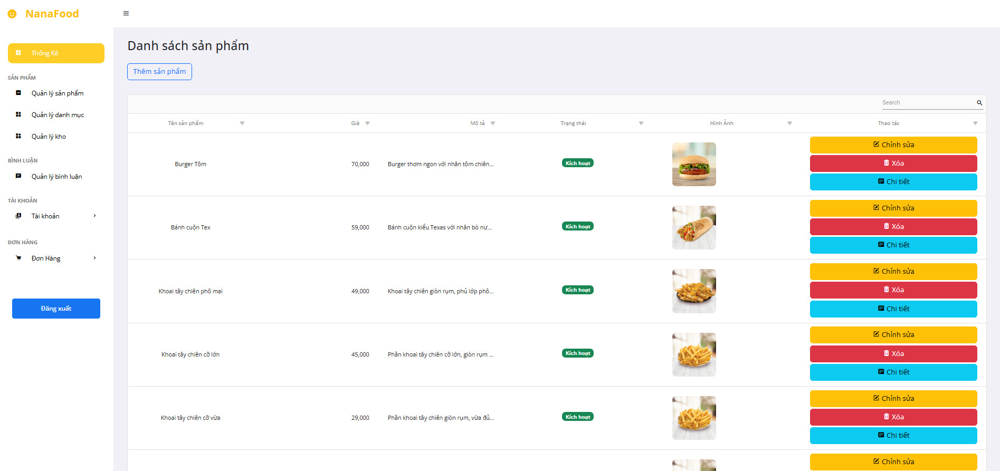 NanaFood
Thống Kê
SẢN PHẨM
Quản lý sản phẩm
Quản lý danh mục
Quản lý kho
BÌNH LUẬN
Quản lý bình luận
TÀI KHOẢN
Tài khoản
ĐƠN HÀNG
Đơn Hàng
Đăng xuất
Danh sách sản phẩm
Thêm sản phẩm
Search
Tên sản phẩm Giá Mô tả Trạng thái Hình Ảnh Thao tác
Chỉnh sửa
Burger Tôm 70,000 Burger thơm ngon với nhân tôm chiên... Kích hoạt Xóa
Chi tiết
Chỉnh sửa
Bánh cuộn Tex 59,000 Bánh cuộn kiểu Texas với nhân bò nư... Kích hoạt Xóa
Chi tiết
Chỉnh sửa
Khoai tây chiên phô mai 49,000 Khoai tây chiên giòn rụm, phủ lớp phô... Kích hoạt Xóa
Chi tiết
Chỉnh sửa
Khoai tây chiên cỡ lớn 45,000 Phần khoai tây chiên cỡ lớn, giòn rụm ... Kích hoạt Xóa
Chi tiết
Chỉnh sửa
Khoai tây chiên cỡ vừa 29,000 Phần khoai tây chiên giòn rụm, vừa đủ... Kích hoạt Xóa
Chi tiết
Chỉnh sửa